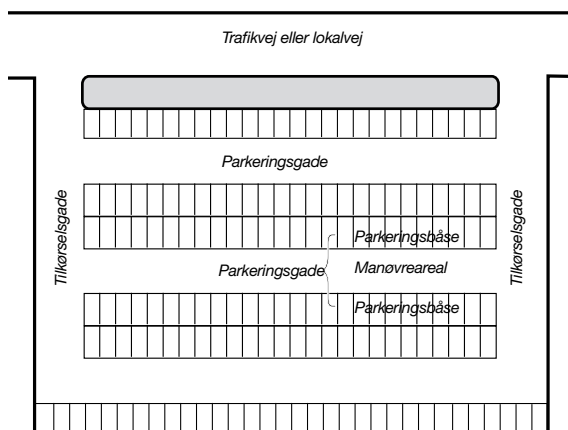 Trafikvej eller lokalvej
Parkeringsgade
Tilkørselsgade
Tilkørselsgade
Parkeringsbåse
Parkeringsgade
Manøvreareal
Parkeringsbåse